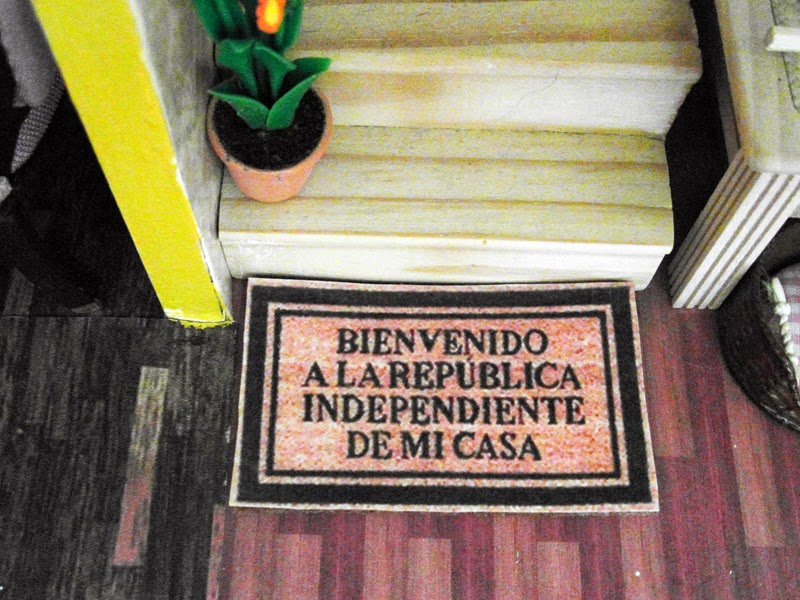 BIENVENIDO
A LA REPÚBLICA
INDEPENDIENTE
DE MI CASA